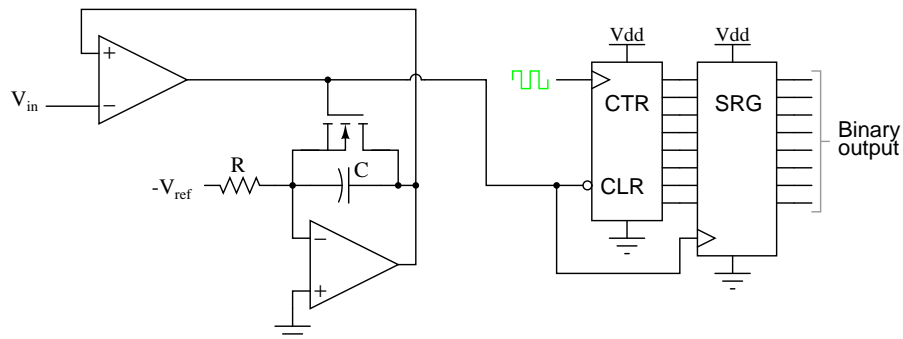 Vdd Vdd
+
V_in
−
CTR SRG
Binary
output
R C
-V_ref
CLR
−
+